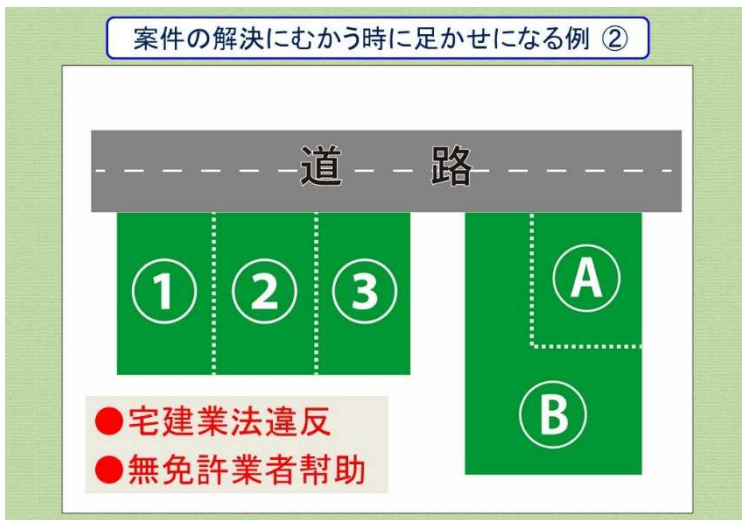 案件の解決にむかう時に足かせになる例 ②
道 路
① ② ③
Ⓐ
Ⓑ
●宅建業法違反
●無免許業者幇助